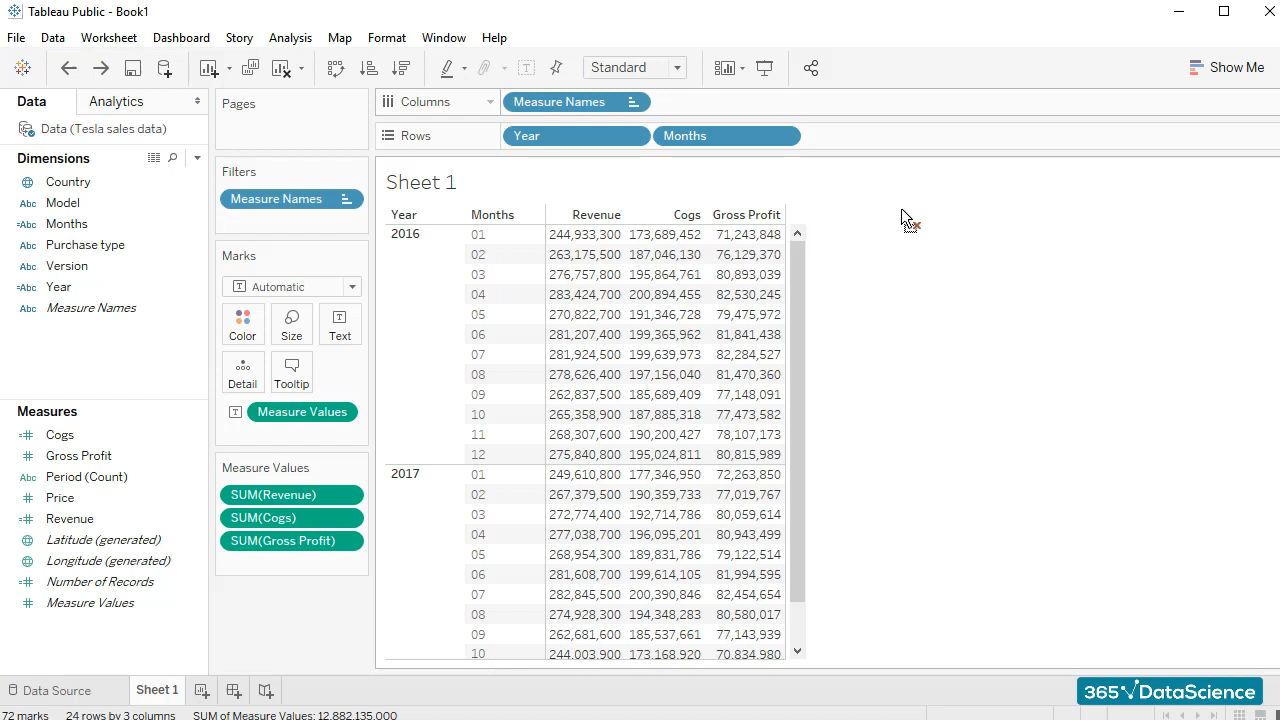 Tableau Public - Book1
File Data Worksheet Dashboard Story Analysis Map Format Window Help
Standard
Show Me
Data Analytics
Data (Tesla sales data)
Dimensions
Country
Abc Model
Abc Months
Abc Purchase type
Abc Version
Abc Year
Abc Measure Names
Measures
Cogs
Gross Profit
Abc Period (Count)
Price
Revenue
Latitude (generated)
Longitude (generated)
Number of Records
Measure Values
Pages
Filters
Measure Names
Marks
Automatic
Color Size Text
Detail Tooltip
Measure Values
Measure Values
SUM(Revenue)
SUM(Cogs)
SUM(Gross Profit)
Columns Measure Names
Rows Year Months
Sheet 1
Year Months Revenue Cogs Gross Profit
2016 01 244,933,300 173,689,452 71,243,848
02 263,175,500 187,046,130 76,129,370
03 276,757,800 195,864,761 80,893,039
04 283,424,700 200,894,455 82,530,245
05 270,822,700 191,346,728 79,475,972
06 281,207,400 199,365,962 81,841,438
07 281,924,500 199,639,973 82,284,527
08 278,626,400 197,156,040 81,470,360
09 262,837,500 185,689,409 77,148,091
10 265,358,900 187,885,318 77,473,582
11 268,307,600 190,200,427 78,107,173
12 275,840,800 195,024,811 80,815,989
2017 01 249,610,800 177,346,950 72,263,850
02 267,379,500 190,359,733 77,019,767
03 272,774,400 192,714,786 80,059,614
04 277,038,700 196,095,201 80,943,499
05 268,954,300 189,831,786 79,122,514
06 281,608,700 199,614,105 81,994,595
07 282,845,500 200,390,846 82,454,654
08 274,928,300 194,348,283 80,580,017
09 262,681,600 185,537,661 77,143,939
10 244,003,900 173,168,920 70,834,980
Data Source Sheet 1
365 DataScience
72 marks 24 rows by 3 columns SUM of Measure Values: 12,882,135,000